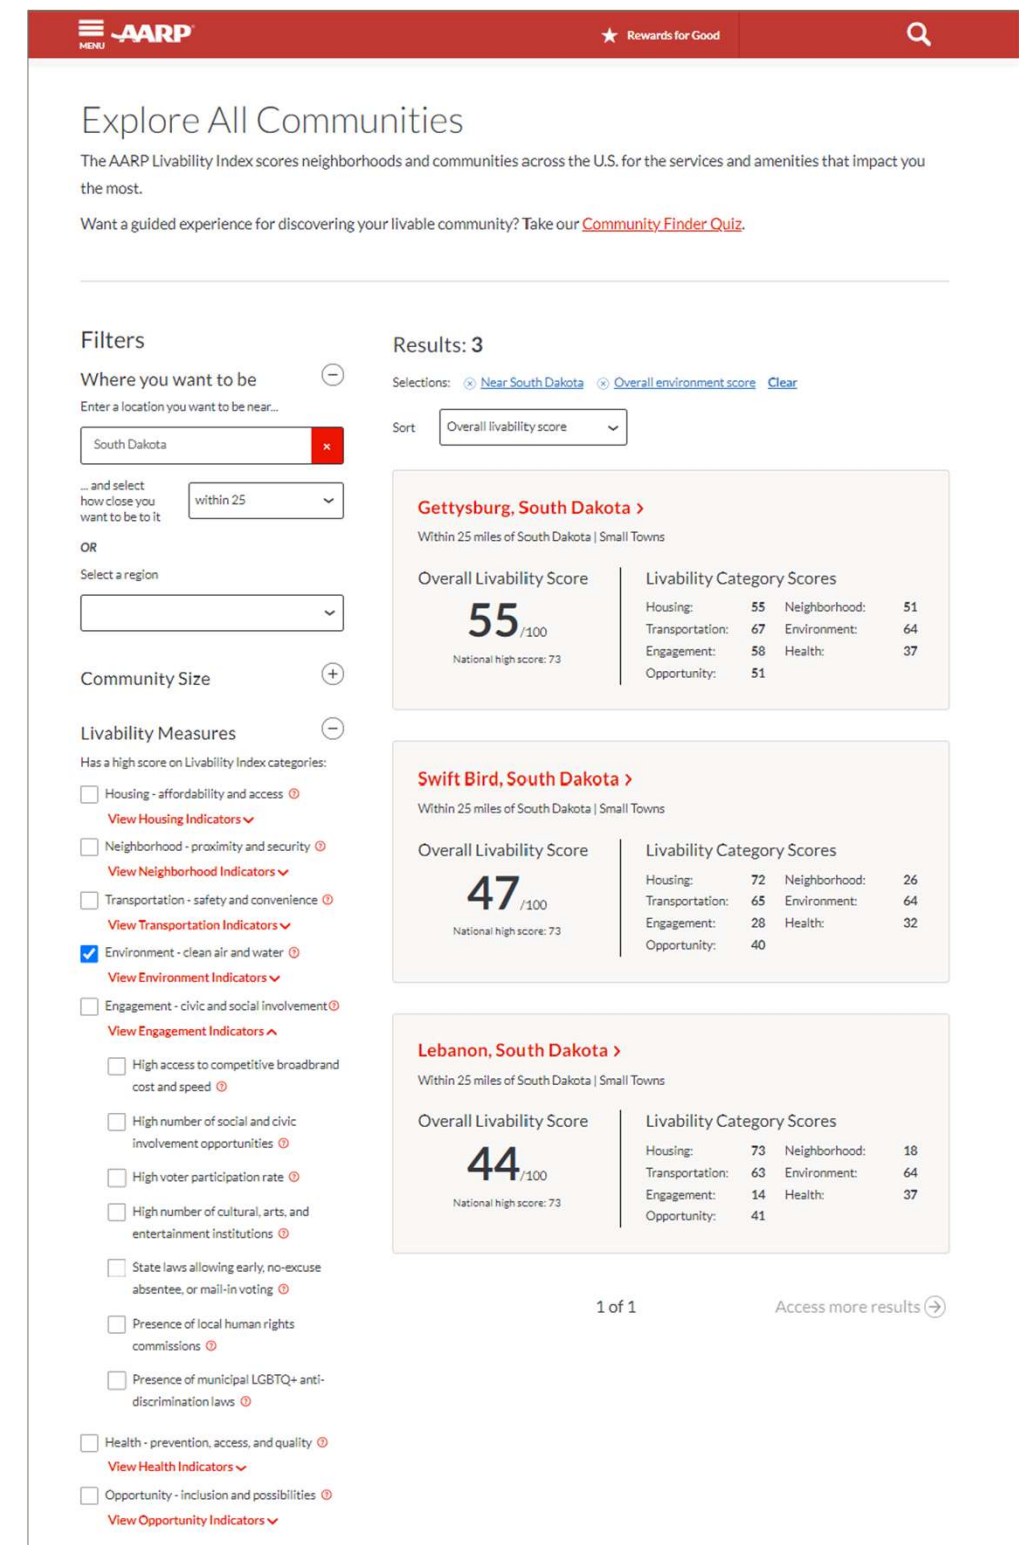 MENU
AARP
Rewards for Good
Explore All Communities
The AARP Livability Index scores neighborhoods and communities across the U.S. for the services and amenities that impact you
the most.
Want a guided experience for discovering your livable community? Take our Community Finder Quiz.
Filters
Where you want to be
Enter a location you want to be near...
South Dakota
×
... and select
how close you
want to be to it
within 25
OR
Select a region
Community Size
Livability Measures
Has a high score on Livability Index categories:
Housing - affordability and access
View Housing Indicators
Neighborhood - proximity and security
View Neighborhood Indicators
Transportation - safety and convenience
View Transportation Indicators
Environment - clean air and water
View Environment Indicators
Engagement - civic and social involvement
View Engagement Indicators
High access to competitive broadbrand
cost and speed
High number of social and civic
involvement opportunities
High voter participation rate
High number of cultural, arts, and
entertainment institutions
State laws allowing early, no-excuse
absentee, or mail-in voting
Presence of local human rights
commissions
Presence of municipal LGBTQ+ anti-
discrimination laws
Health - prevention, access, and quality
View Health Indicators
Opportunity - inclusion and possibilities
View Opportunity Indicators
Results: 3
Selections: Near South Dakota Overall environment score Clear
Sort Overall livability score
Gettysburg, South Dakota >
Within 25 miles of South Dakota | Small Towns
Overall Livability Score
55/100
National high score: 73
Livability Category Scores
Housing: 55 Neighborhood: 51
Transportation: 67 Environment: 64
Engagement: 58 Health: 37
Opportunity: 51
Swift Bird, South Dakota >
Within 25 miles of South Dakota | Small Towns
Overall Livability Score
47/100
National high score: 73
Livability Category Scores
Housing: 72 Neighborhood: 26
Transportation: 65 Environment: 64
Engagement: 28 Health: 32
Opportunity: 40
Lebanon, South Dakota >
Within 25 miles of South Dakota | Small Towns
Overall Livability Score
44/100
National high score: 73
Livability Category Scores
Housing: 73 Neighborhood: 18
Transportation: 63 Environment: 64
Engagement: 14 Health: 37
Opportunity: 41
1 of 1
Access more results